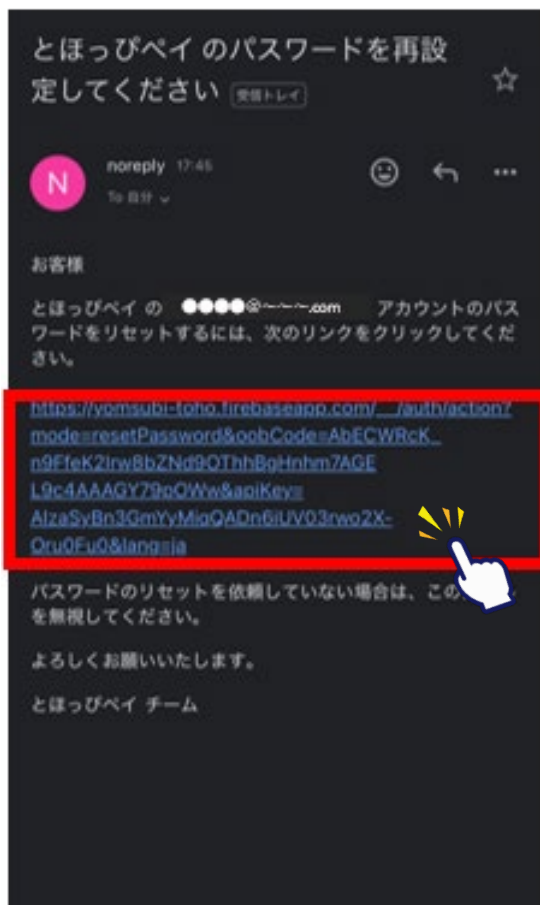 とほっぴペイ のパスワードを再設
定してください 受信トレイ
N
noreply 17:45
To 自分
お客様
とほっぴペイ の ●●●●@~~~.com アカウントのパス
ワードをリセットするには、次のリンクをクリックしてくだ
さい。
https://yomsubi-toho.firebaseapp.com/__/auth/action?
mode=resetPassword&oobCode=AbECWRcK_
n9FfeK2Irw8bZNd9OThhBgHnhm7AGE
L9c4AAAGY79pOWw&apiKey=
AIzaSyBn3GmYyMiqQADn6iUV03rwo2X-
Oru0Fu0&lang=ja
パスワードのリセットを依頼していない場合は、この
を無視してください。
よろしくお願いいたします。
とほっぴペイ チーム